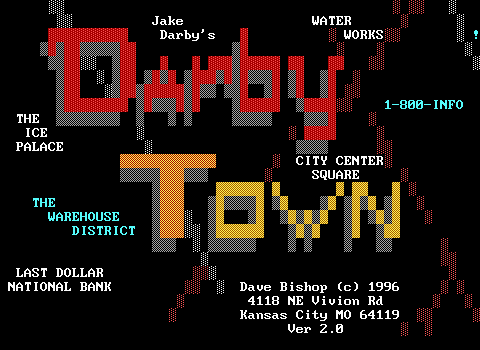 Jake
Darby's
WATER
WORKS
!
Darby
1-800-INFO
THE
ICE
PALACE
CITY CENTER
SQUARE
Town
THE
WAREHOUSE
DISTRICT
LAST DOLLAR
NATIONAL BANK
Dave Bishop (c) 1996
4118 NE Vivion Rd
Kansas City MO 64119
Ver 2.0